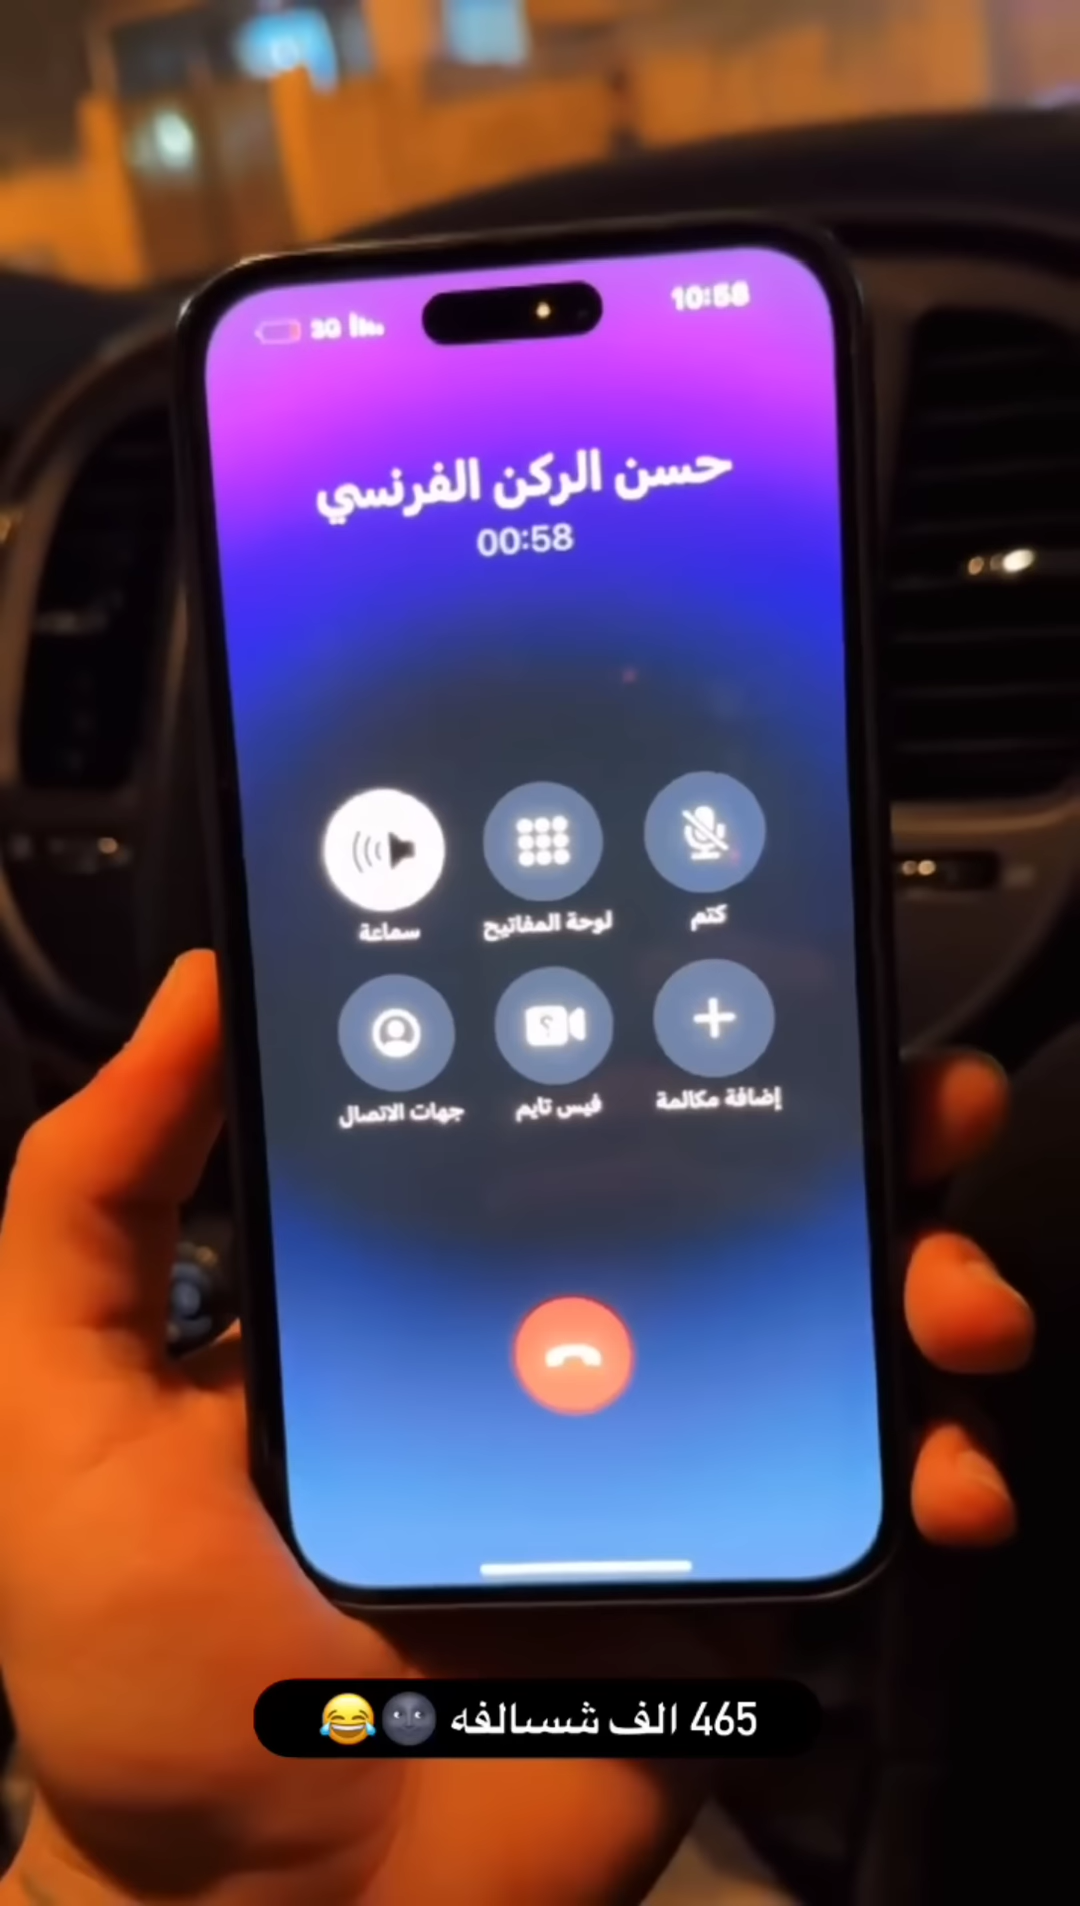 10:58
3G
حسن الركن الفرنسي
00:58
كتم
لوحة المفاتيح
سماعة
إضافة مكالمة
فيس تايم
جهات الاتصال
465 الف شسالفه 🌚😂